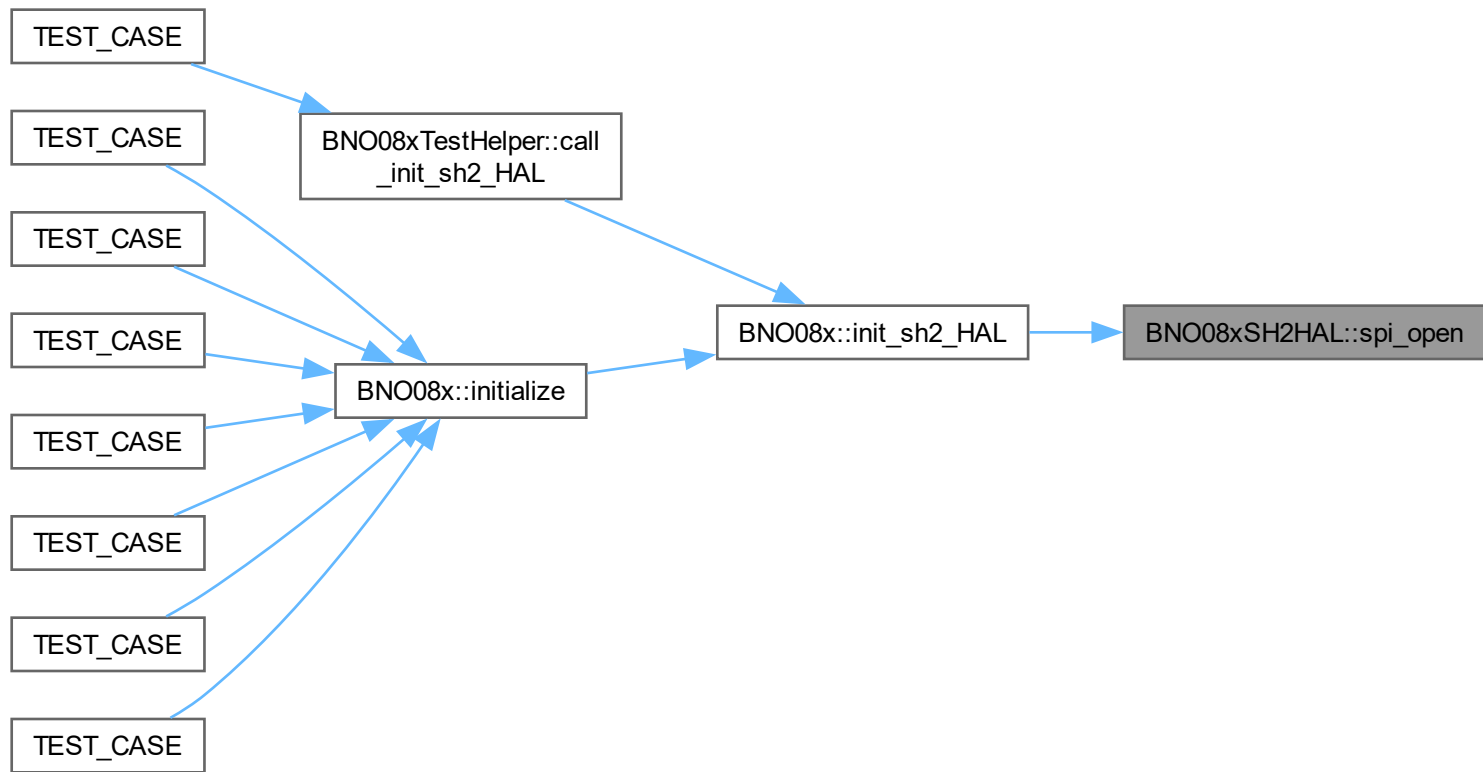 TEST_CASE
TEST_CASE
BNO08xTestHelper::call
_init_sh2_HAL
TEST_CASE
TEST_CASE
BNO08x::init_sh2_HAL
BNO08xSH2HAL::spi_open
BNO08x::initialize
TEST_CASE
TEST_CASE
TEST_CASE
TEST_CASE